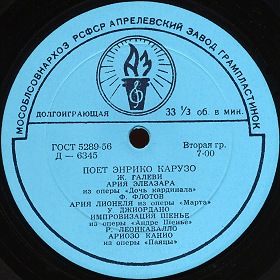 МОСОБЛСОВНАРХОЗ РСФСР АПРЕЛЕВСКИЙ ЗАВОД ГРАМПЛАСТИНОК
ДОЛГОИГРАЮЩАЯ
33 ⅓ об. в мин.
ГОСТ 5289-56
Вторая гр.
Д — 6345
7-00
ПОЕТ ЭНРИКО КАРУЗО
Ж. ГАЛЕВИ
АРИЯ ЭЛЕАЗАРА
из оперы «Дочь кардинала»
Ф. ФЛОТОВ
АРИЯ ЛИОНЕЛЯ из оперы «Марта»
У. ДЖИОРДАНО
ИМПРОВИЗАЦИЯ ШЕНЬЕ
из оперы «Андре Шенье»
Р. ЛЕОНКАВАЛЛО
АРИОЗО КАНИО
из оперы «Паяцы»